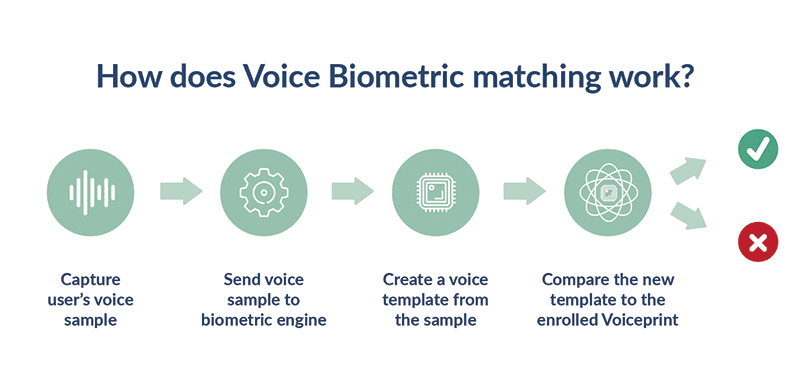 How does Voice Biometric matching work?
Capture
user's voice
sample
Send voice
sample to
biometric engine
Create a voice
template from
the sample
Compare the new
template to the
enrolled Voiceprint